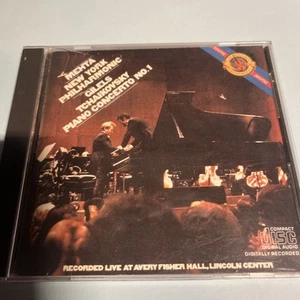 MEHTA
NEW YORK
PHILHARMONIC
GILELS
TCHAIKOVSKY
PIANO CONCERTO NO.1
COMPACT
disc
DIGITAL AUDIO
DIGITALLY RECORDED
RECORDED LIVE AT AVERY FISHER HALL, LINCOLN CENTER